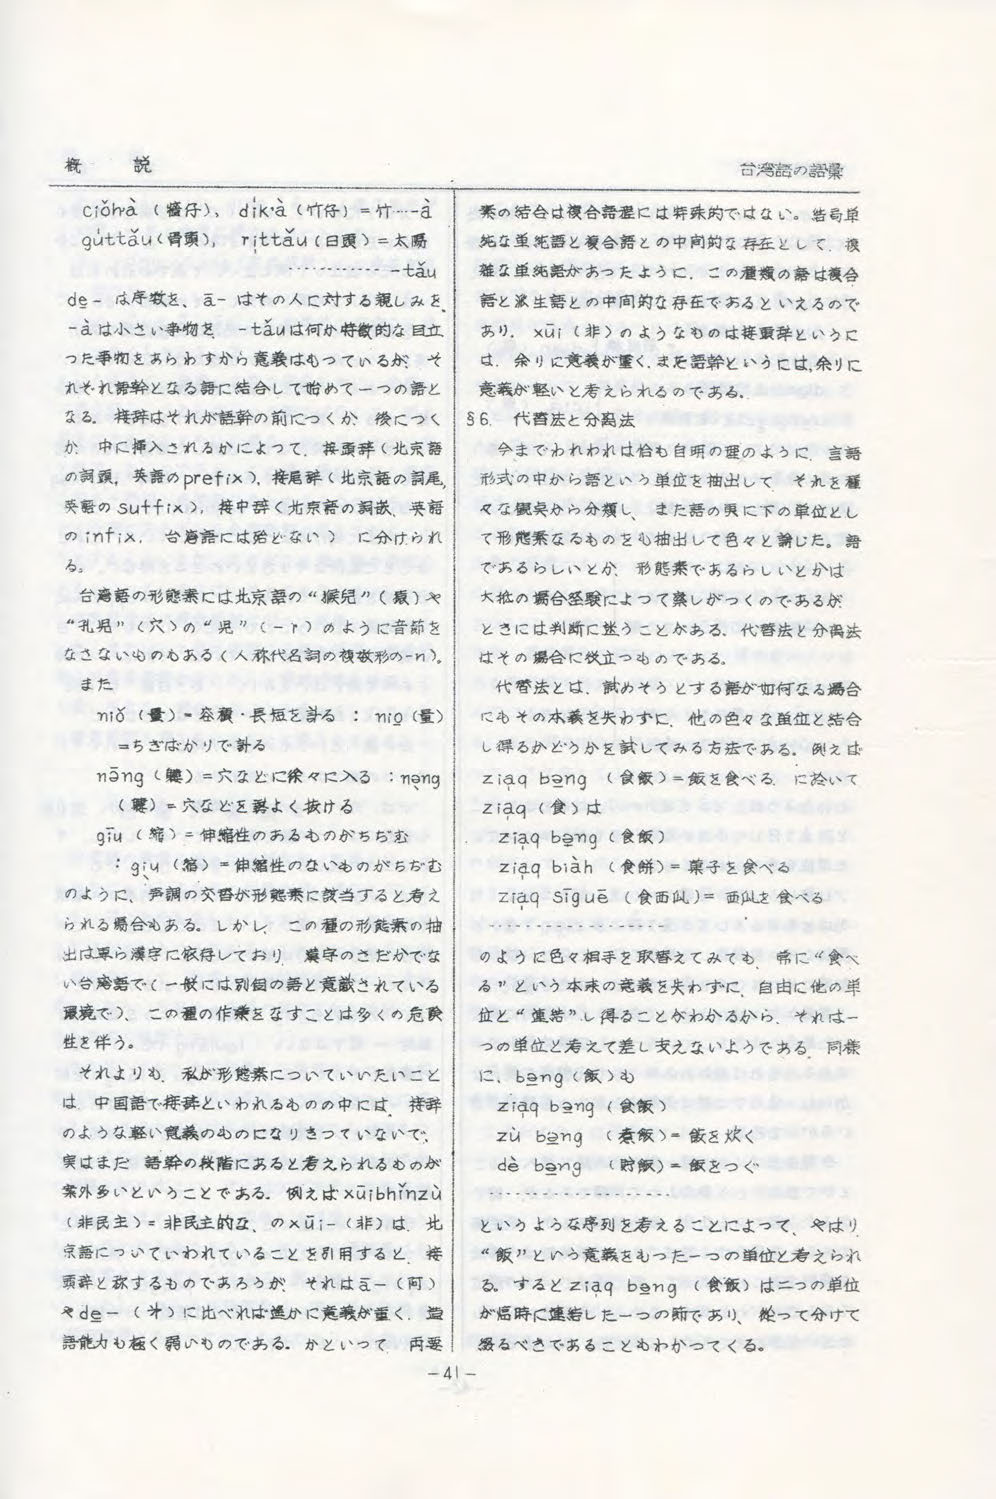 概　説
台湾語の語彙
ciŏh·à（蓆仔）、dik·à（竹仔）＝竹…-à
guttău（骨頭）, rittău（日頭）＝太陽
……………-tău
de- は序数を、ā- はその人に対する親しみを、
-àは小さい事物を、-tăuは何か特徴的な目立
った事物をあらわすから意義はもっているが、そ
れぞれ語幹となる語に結合して始めて一つの語と
なる。接辞はそれが語幹の前につくか、後につく
か、中に挿入されるかによって、接頭辞（北京語
の詞頭，英語のprefix）、接尾辞（北京語の詞尾,
英語のsuffix）、接中辞（北京語の詞嵌、英語
のinfix，台湾語には殆どない）に分けられ
る。
台湾語の形態素には北京語の“猴兒”（猿）や
“孔児”（穴）の“児”（-r）のように音節を
なさないものもある（人称代名詞の複数形の-n）。
また
niŏ（量）＝容積・長短を計る：nio（量）
＝ちぎばかりで計る
nāng（𨃩）＝穴などに徐々に入る：nang
＝穴などを勢よく抜ける
giu（縮）＝伸縮性のあるものがちぢむ
：giu（縮）＝伸縮性のないものがちぢむ
のように、声調の交替が形態素に該当すると考え
られる場合もある。しかし、この種の形態素の抽
出は専ら漢字に依存しており、漢字のさだかでな
い台湾語で（一般には別個の語と意識されている
環境で）、この種の作業をなすことは多くの危険
性を伴う。
それよりも、私が形態素についていいたいこと
は、中国語で接辞といわれるものの中には、接辞
のような軽い意義のものになりきっていないで、
実はまだ語幹の段階にあると考えられるものが
案外多いということである。例えばxūibhǐnzù
（非民主）＝非民主的な、のxūi-（非）は、北
京語についていわれていることを引用すると、接
頭辞と称するものであろうが、それはā-（阿）
やde-（第）に比べれば遙かに意義が重く、造
語能力も極く弱いものである。かといって、両要
素の結合は複合語程には特殊的ではない。恰も単
純な単純語と複合語との中間的な存在として、複
雑な単純語があったように、この種類の語は複合
語と派生語との中間的な存在であるといえるので
あり、xūi（非）のようなものは接頭辞というに
は、余りに意義が重く、また語幹というには、余りに
意義が軽いと考えられるのである。
§6．代替法と分割法
今までわれわれは恰も自明の理のように、言語
形式の中から語という単位を抽出して、それを種
々な観点から分類し、また語の更に下の単位とし
て形態素なるものをも抽出して色々と論じた。語
であるらしいとか、形態素であるらしいとかは
大抵の場合経験によって察しがつくのであるが、
ときには判断に迷うことがある。代替法と分割法
はその場合に役立つものである。
代替法とは、試めそうとする語が如何なる場合
にもその本義を失わずに、他の色々な単位と結合
し得るかどうかを試してみる方法である。例えば
ziaq bəng（食飯）＝飯を食べる、に於いて
ziaq（食）は
ziaq bəng（食飯）
ziaq biàh（食餅）＝菓子を食べる
ziaq Sīguē（食西瓜）＝西瓜を食べる
……………
のように色々相手を取替えてみても、常に“食べ
る”という本来の意義を失わずに、自由に他の単
位と“連結”し得ることがわかるから、それは一
つの単位と考えて差し支えないようである。同様
に、bəng（飯）も
ziaq bəng（食飯）
zù bəng（煮飯）＝飯を炊く
dè bəng（貯飯）＝飯をつぐ
……………
というような序列を考えることによって、やはり
“飯”という意義をもった一つの単位と考えられ
る。するとziaq bəng（食飯）は二つの単位
が臨時に連結した一つの節であり、従って分けて
綴るべきであることもわかってくる。
－41－